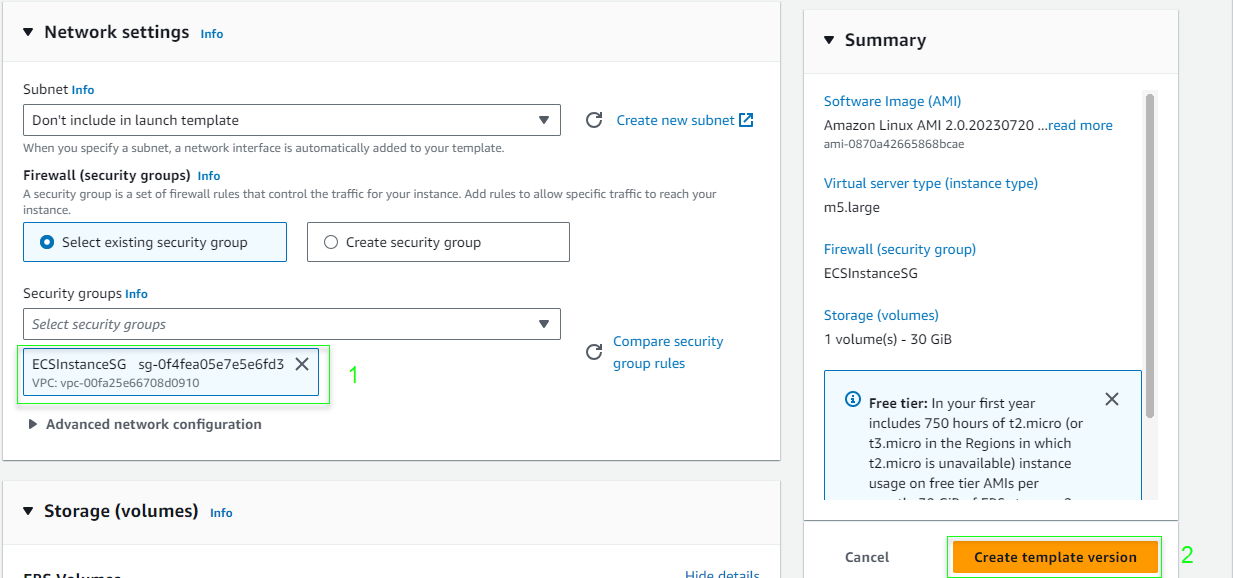 Network settings Info
Subnet Info
Don't include in launch template
Create new subnet
When you specify a subnet, a network interface is automatically added to your template.
Firewall (security groups) Info
A security group is a set of firewall rules that control the traffic for your instance. Add rules to allow specific traffic to reach your
instance.
Select existing security group
Create security group
Security groups Info
Select security groups
Compare security
group rules
ECSInstanceSG sg-0f4fea05e7e5e6fd3
VPC: vpc-00fa25e66708d0910
1
Advanced network configuration
Storage (volumes) Info
Hide details
Summary
Software Image (AMI)
Amazon Linux AMI 2.0.20230720 ...read more
ami-0870a42665868bcae
Virtual server type (instance type)
m5.large
Firewall (security group)
ECSInstanceSG
Storage (volumes)
1 volume(s) - 30 GiB
Free tier: In your first year
includes 750 hours of t2.micro (or
t3.micro in the Regions in which
t2.micro is unavailable) instance
usage on free tier AMIs per
Cancel
Create template version
2